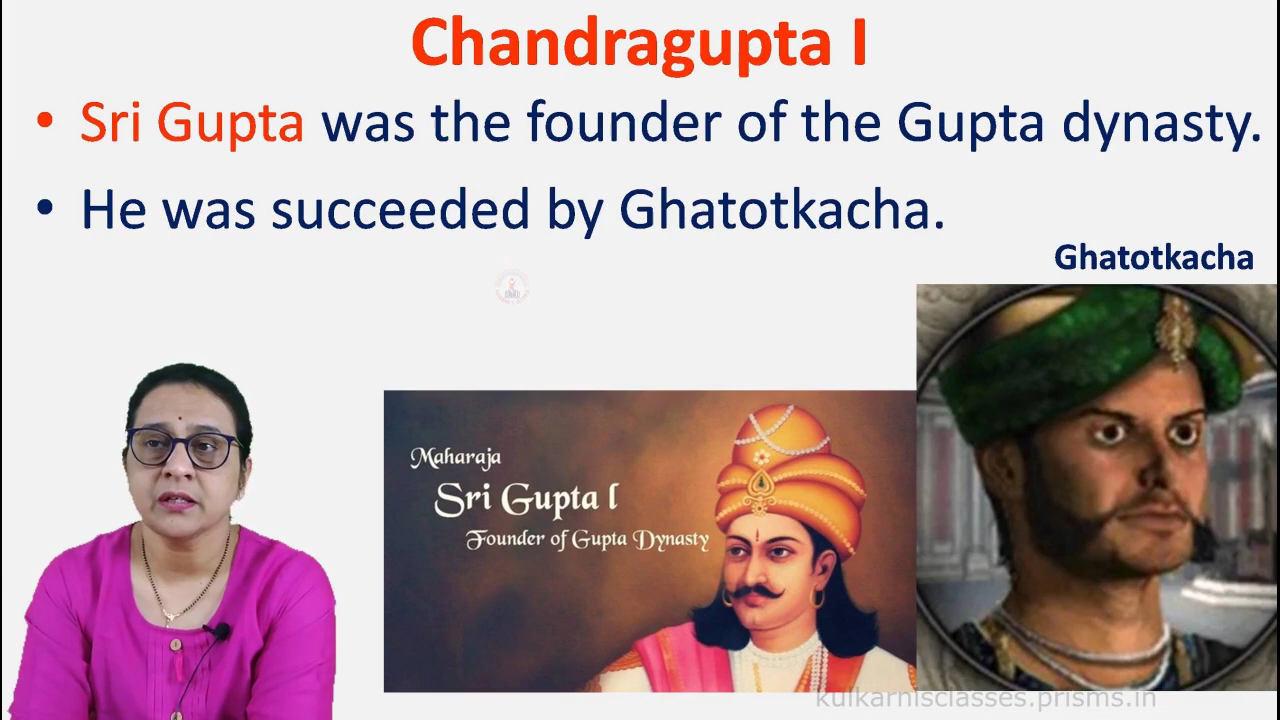 Chandragupta I
• Sri Gupta was the founder of the Gupta dynasty.
• He was succeeded by Ghatotkacha.
Ghatotkacha
Maharaja
Sri Gupta I
Founder of Gupta Dynasty
kulkarnisclasses.prisms.in